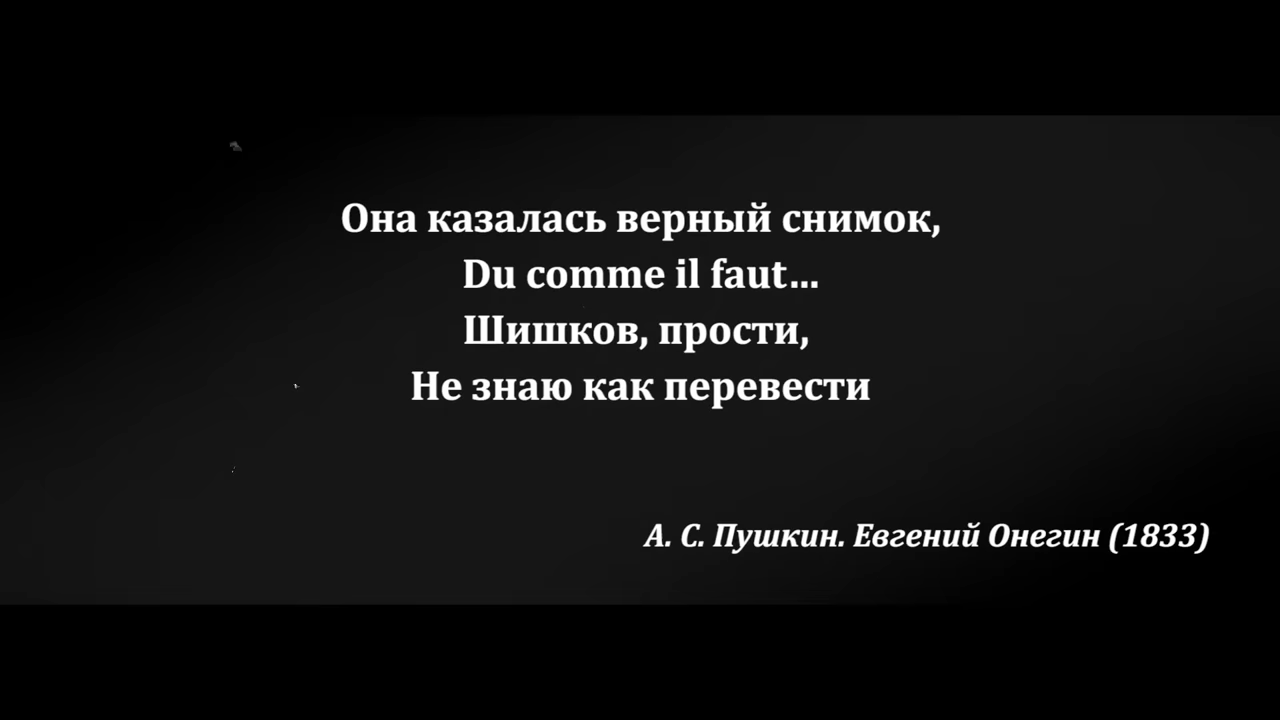 Она казалась верный снимок,
Du comme il faut...
Шишков, прости,
Не знаю как перевести
А. С. Пушкин. Евгений Онегин (1833)